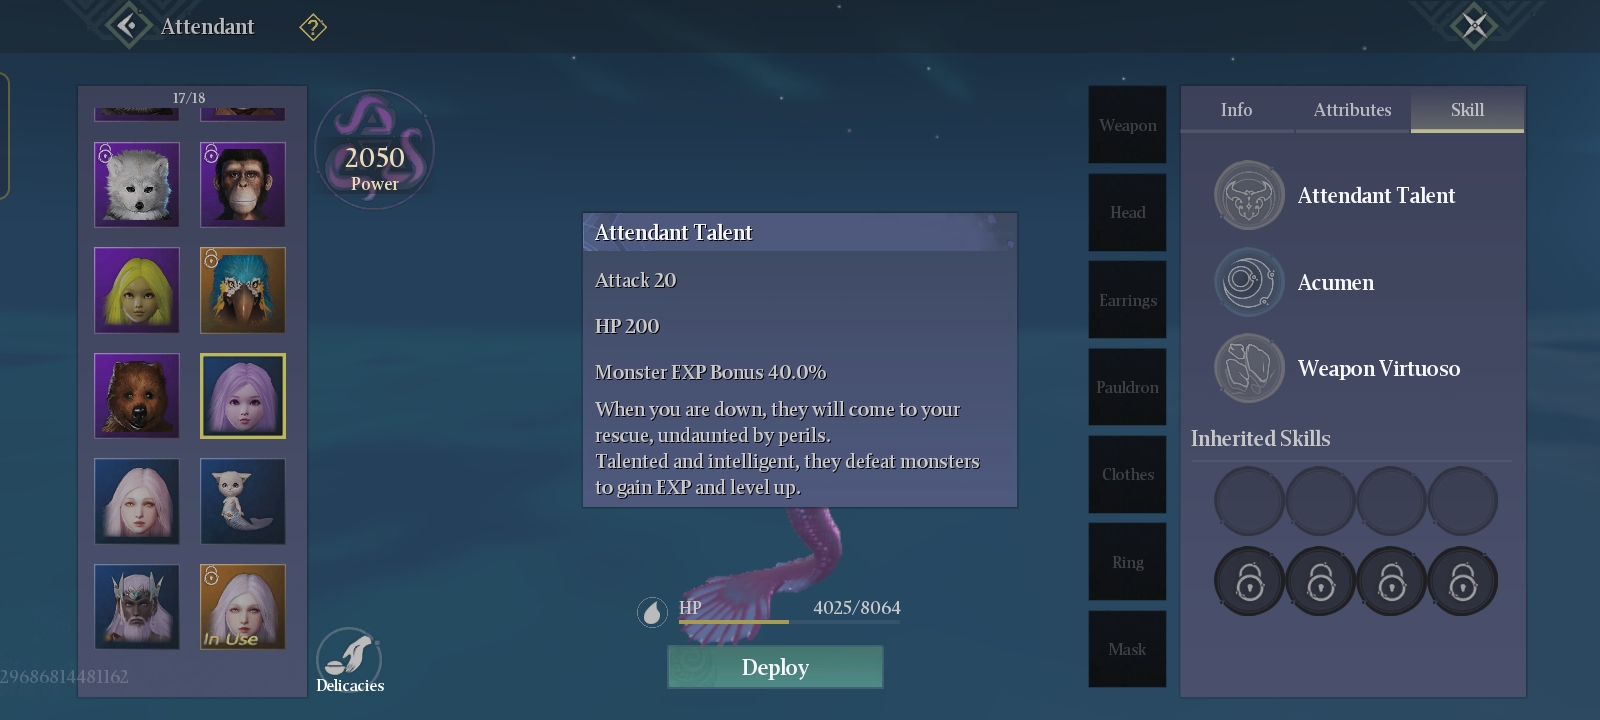 Attendant
?
17/18
2050
Power
In Use
29686814481162
Delicacies
Attendant Talent
Attack 20
HP 200
Monster EXP Bonus 40.0%
When you are down, they will come to your
rescue, undaunted by perils.
Talented and intelligent, they defeat monsters
to gain EXP and level up.
HP 4025/8064
Deploy
Weapon
Head
Earrings
Pauldron
Clothes
Ring
Mask
Info Attributes Skill
Attendant Talent
Acumen
Weapon Virtuoso
Inherited Skills